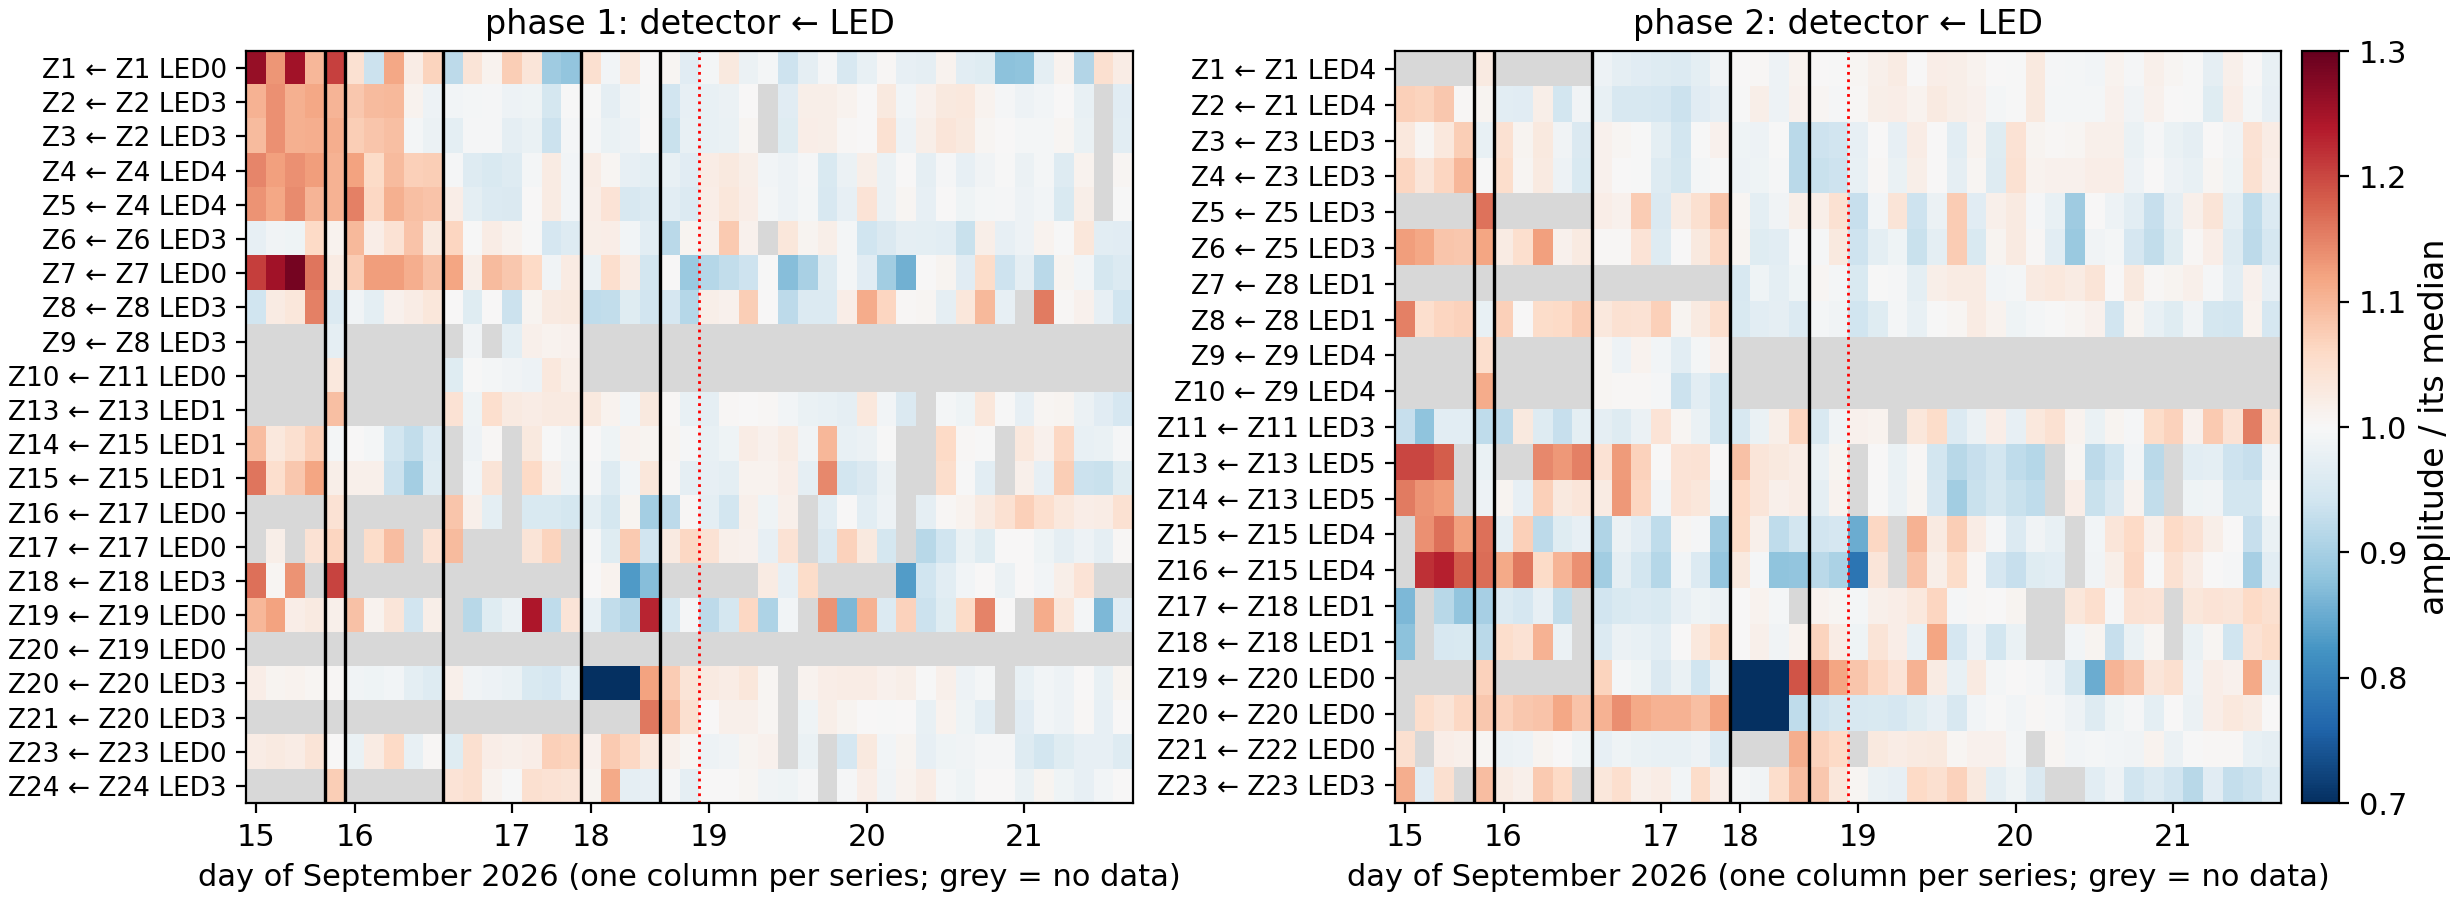 phase 1: detector ← LED
Z1 ← Z1 LED0
Z2 ← Z2 LED3
Z3 ← Z2 LED3
Z4 ← Z4 LED4
Z5 ← Z4 LED4
Z6 ← Z6 LED3
Z7 ← Z7 LED0
Z8 ← Z8 LED3
Z9 ← Z8 LED3
Z10 ← Z11 LED0
Z13 ← Z13 LED1
Z14 ← Z15 LED1
Z15 ← Z15 LED1
Z16 ← Z17 LED0
Z17 ← Z17 LED0
Z18 ← Z18 LED3
Z19 ← Z19 LED0
Z20 ← Z19 LED0
Z20 ← Z20 LED3
Z21 ← Z20 LED3
Z23 ← Z23 LED0
Z24 ← Z24 LED3
15 16 17 18 19 20 21
day of September 2026 (one column per series; grey = no data)
phase 2: detector ← LED
Z1 ← Z1 LED4
Z2 ← Z1 LED4
Z3 ← Z3 LED3
Z4 ← Z3 LED3
Z5 ← Z5 LED3
Z6 ← Z5 LED3
Z7 ← Z8 LED1
Z8 ← Z8 LED1
Z9 ← Z9 LED4
Z10 ← Z9 LED4
Z11 ← Z11 LED3
Z13 ← Z13 LED5
Z14 ← Z13 LED5
Z15 ← Z15 LED4
Z16 ← Z15 LED4
Z17 ← Z18 LED1
Z18 ← Z18 LED1
Z19 ← Z20 LED0
Z20 ← Z20 LED0
Z21 ← Z22 LED0
Z23 ← Z23 LED3
15 16 17 18 19 20 21
day of September 2026 (one column per series; grey = no data)
1.3
1.2
1.1
1.0
0.9
0.8
0.7
amplitude / its median